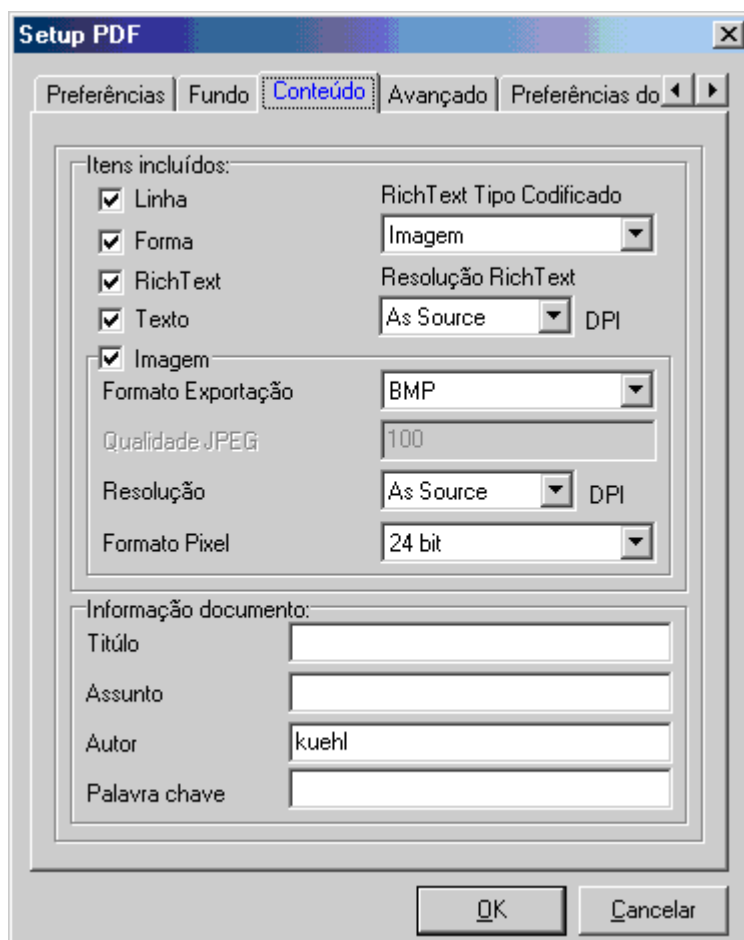 Setup PDF
Preferências Fundo Conteúdo Avançado Preferências do
Itens incluídos:
Linha
RichText Tipo Codificado
Forma
Imagem
RichText
Resolução RichText
Texto
As Source DPI
Imagem
Formato Exportação BMP
Qualidade JPEG 100
Resolução As Source DPI
Formato Pixel 24 bit
Informação documento:
Titúlo
Assunto
Autor kuehl
Palavra chave
OK Cancelar